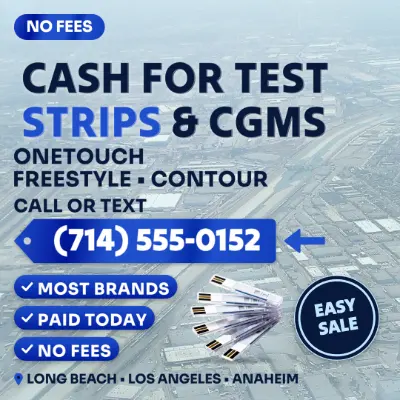 NO FEES
CASH FOR TEST
STRIPS & CGMS
ONETOUCH
FREESTYLE ▪ CONTOUR
CALL OR TEXT
(714) 555-0152
✓ MOST BRANDS
✓ PAID TODAY
✓ NO FEES
EASY
SALE
LONG BEACH ▪ LOS ANGELES ▪ ANAHEIM